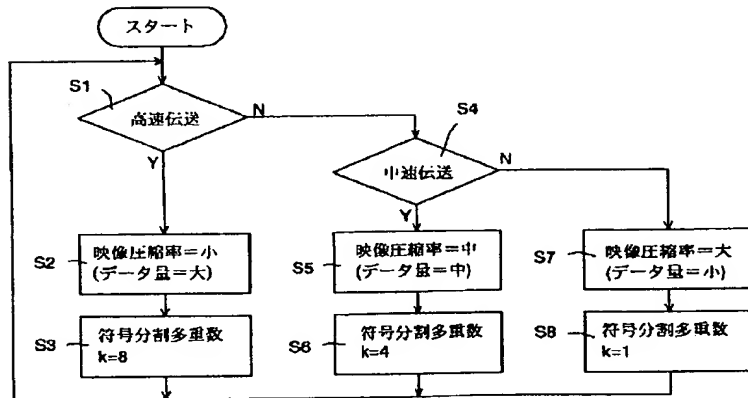 スタート
S1
高速伝送
N
Y
S4
中速伝送
N
Y
S2
映像圧縮率=小
(データ量=大)
S5
映像圧縮率=中
(データ量=中)
S7
映像圧縮率=大
(データ量=小)
S3
符号分割多重数
k=8
S6
符号分割多重数
k=4
S8
符号分割多重数
k=1